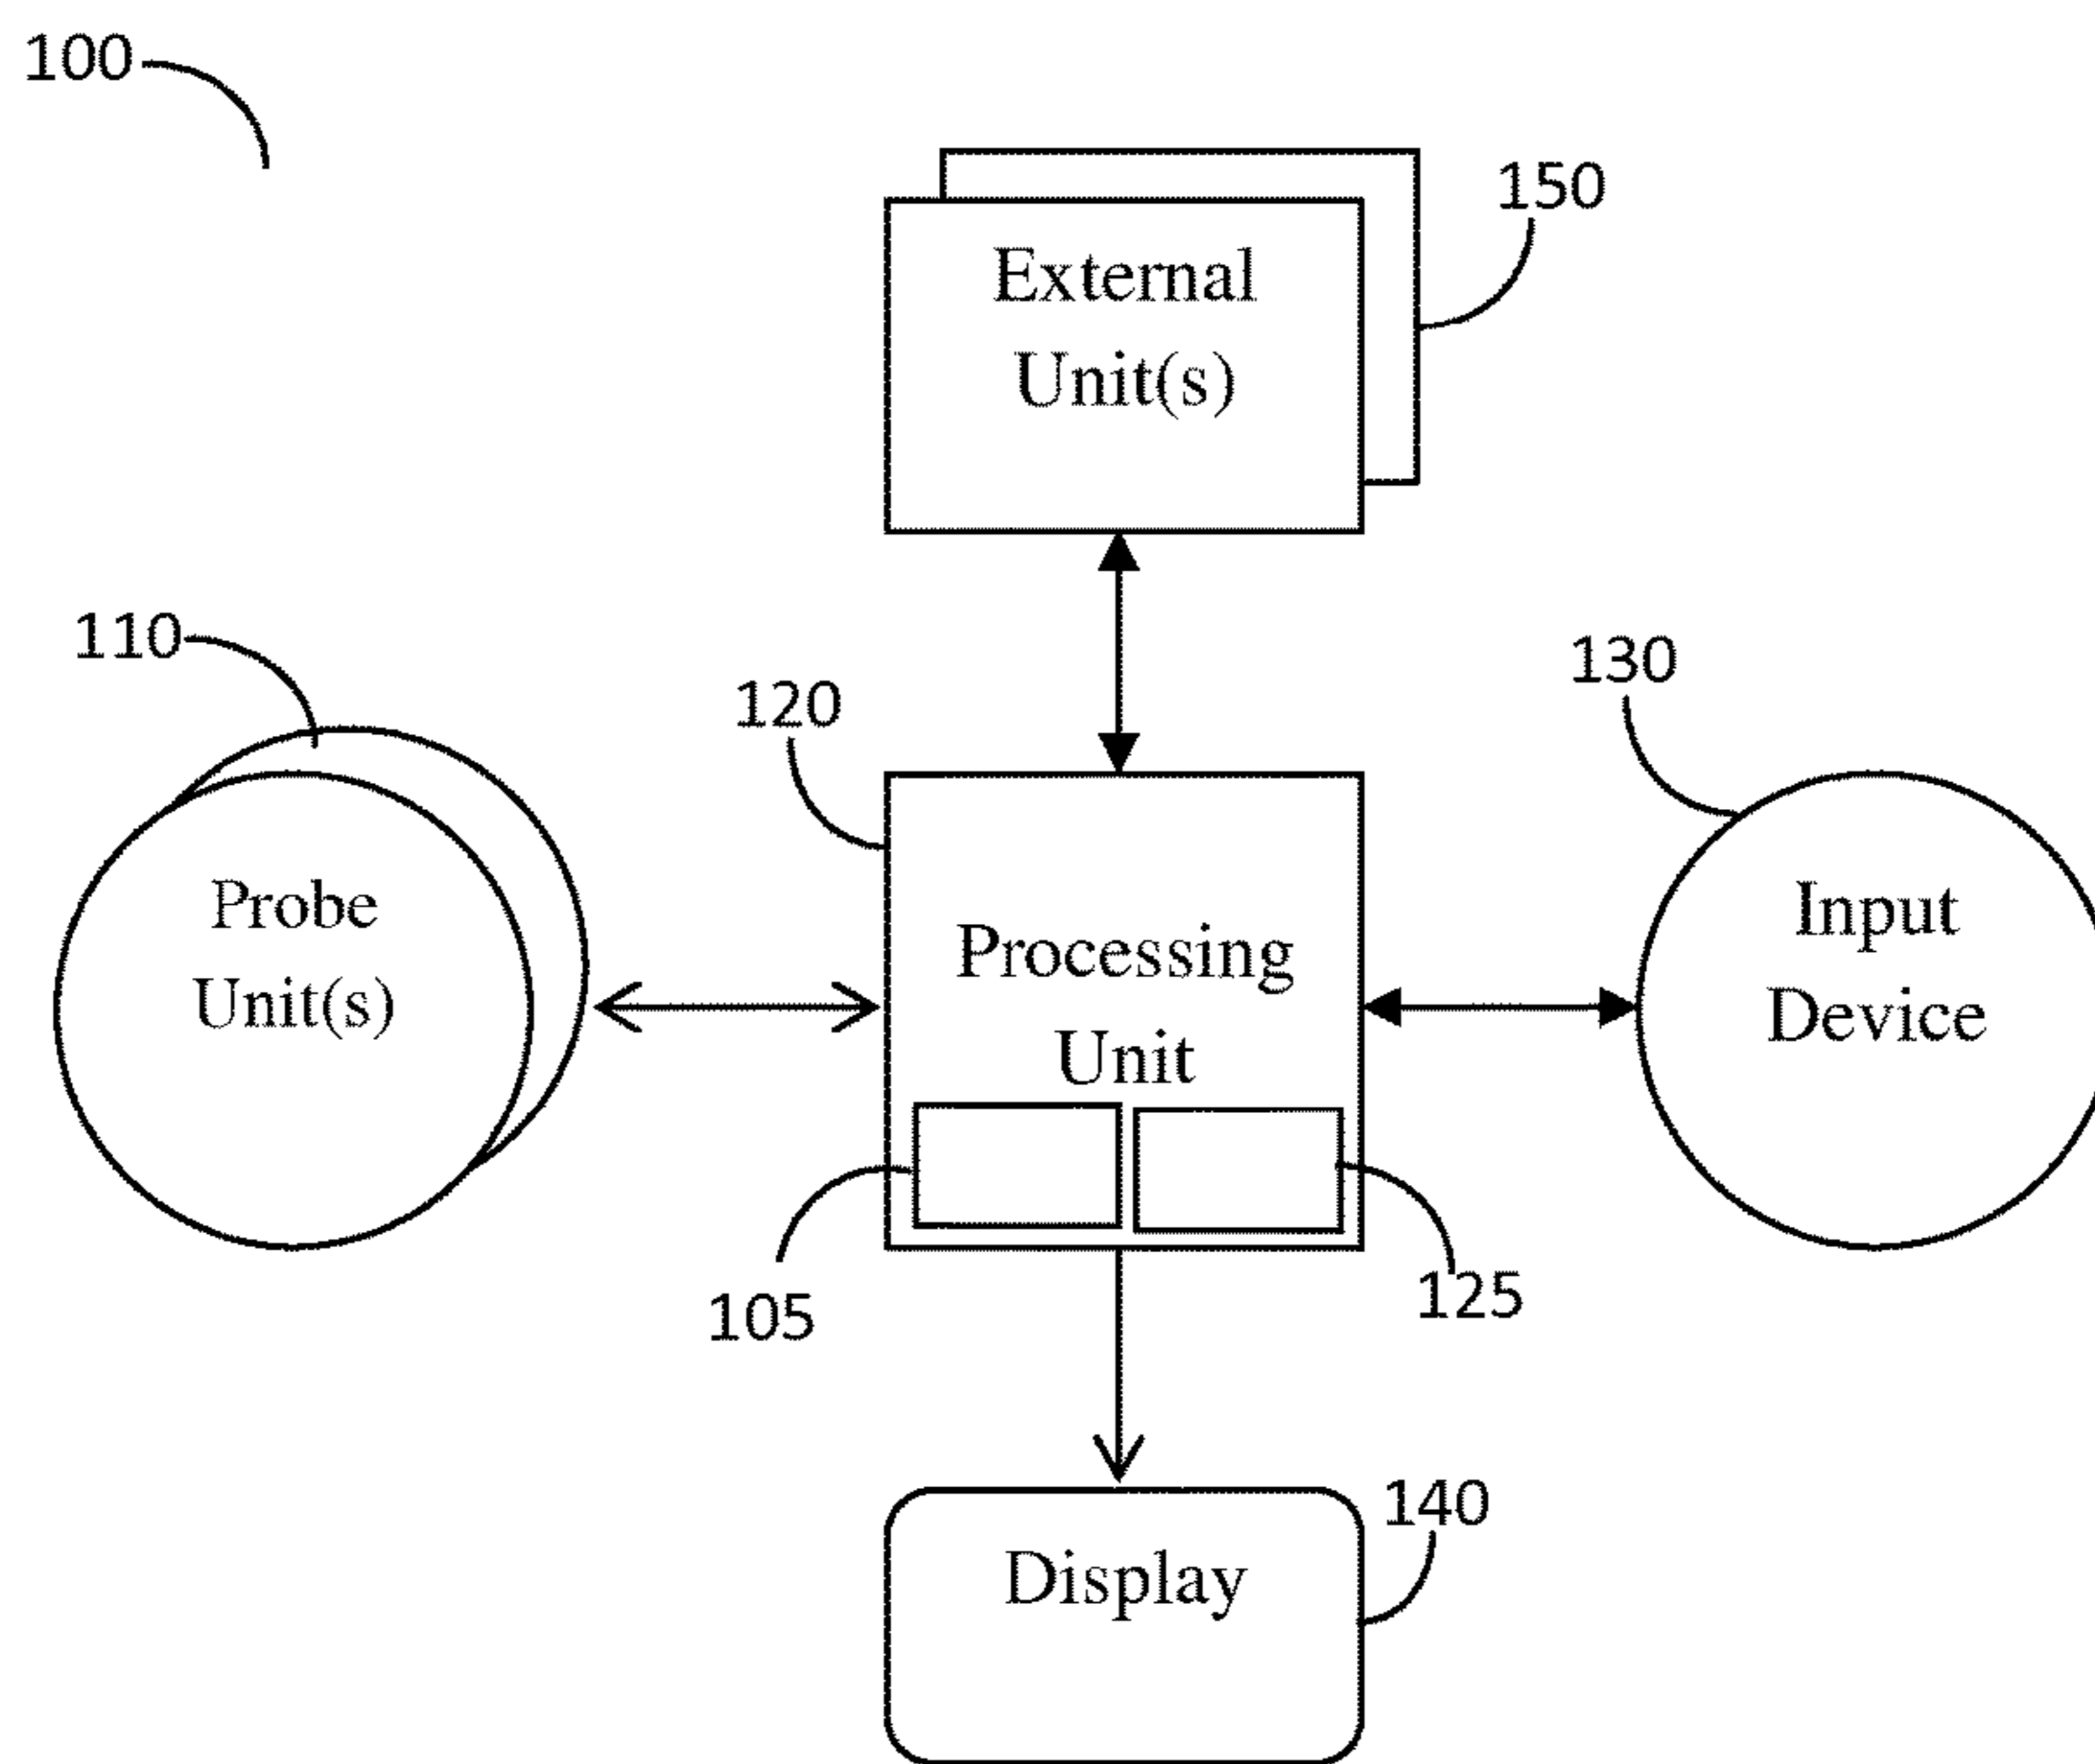 100
150
External
Unit(s)
110
120
130
Probe
Unit(s)
Processing
Unit
Input
Device
105
125
140
Display